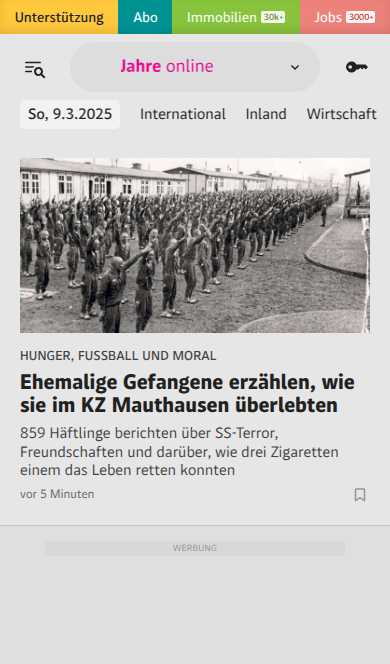 Unterstützung Abo Immobilien 30k+ Jobs 3000+
Jahre online
So, 9.3.2025 International Inland Wirtschaft
HUNGER, FUSSBALL UND MORAL
Ehemalige Gefangene erzählen, wie
sie im KZ Mauthausen überlebten
859 Häftlinge berichten über SS-Terror,
Freundschaften und darüber, wie drei Zigaretten
einem das Leben retten konnten
vor 5 Minuten
WERBUNG